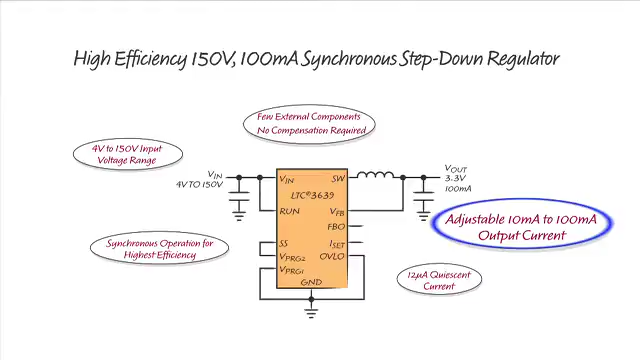 High Efficiency 150V, 100mA Synchronous Step-Down Regulator
Few External Components
No Compensation Required
4V to 150V Input
Voltage Range
VIN
4V TO 150V
VIN
SW
LTC®3639
RUN
VFB
FBO
SS
ISET
VPRG2
OVLO
VPRG1
GND
VOUT
3.3V
100mA
Adjustable 10mA to 100mA
Output Current
Synchronous Operation for
Highest Efficiency
12µA Quiescent
Current